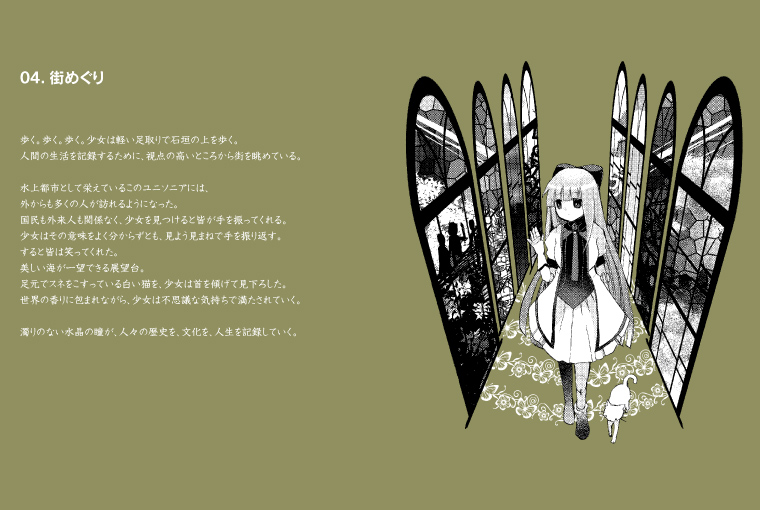 04. 街めぐり
歩く。歩く。歩く。少女は軽い足取りで石垣の上を歩く。
人間の生活を記録するために、視点の高いところから街を眺めている。
水上都市として栄えているこのユニソニアには、
外からも多くの人が訪れるようになった。
国民も外来人も関係なく、少女を見つけると皆が手を振ってくれる。
少女はその意味をよく分からずとも、見よう見まねで手を振り返す。
すると皆は笑ってくれた。
美しい海が一望できる展望台。
足元でスネをこすっている白い猫を、少女は首を傾げて見下ろした。
世界の香りに包まれながら、少女は不思議な気持ちで満たされていく。
濁りのない水晶の瞳が、人々の歴史を、文化を、人生を記録していく。